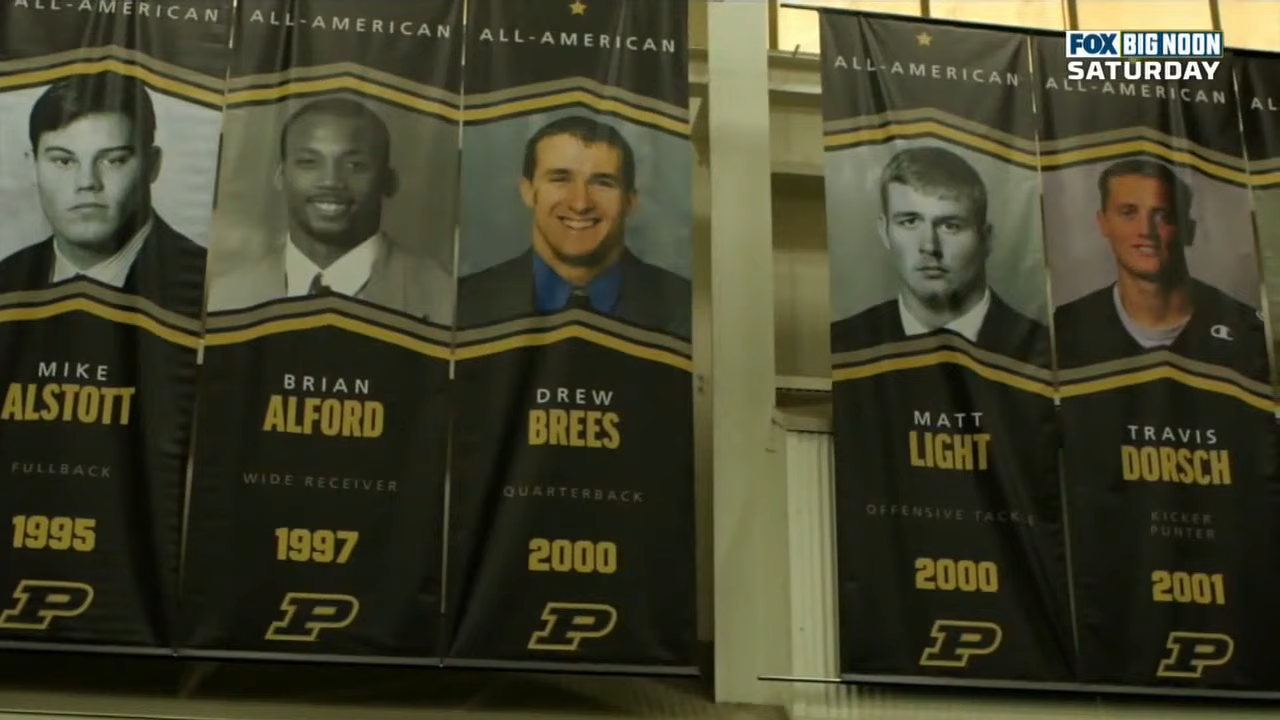 ALL-AMERICAN
MIKE
ALSTOTT
FULLBACK
1995
P
ALL-AMERICAN
BRIAN
ALFORD
WIDE RECEIVER
1997
P
ALL-AMERICAN
DREW
BREES
QUARTERBACK
2000
P
ALL-AMERICAN
MATT
LIGHT
OFFENSIVE TACKLE
2000
P
ALL-AMERICAN
TRAVIS
DORSCH
KICKER
PUNTER
2001
P
AL
FOX BIG NOON
SATURDAY